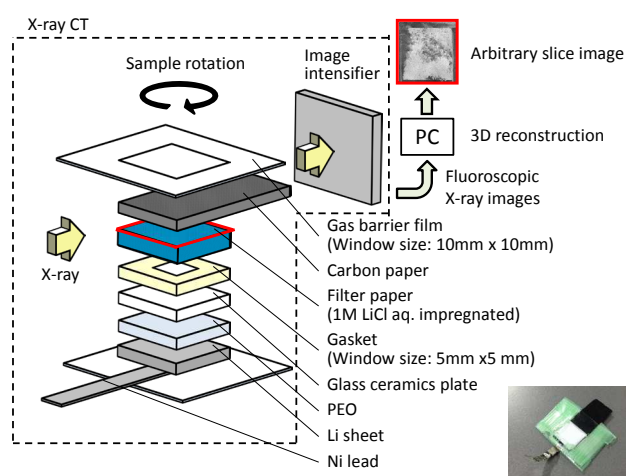 X-ray CT
Sample rotation
Image
intensifier
Arbitrary slice image
PC
3D reconstruction
Fluoroscopic
X-ray images
X-ray
Gas barrier film
(Window size: 10mm x 10mm)
Carbon paper
Filter paper
(1M LiCl aq. impregnated)
Gasket
(Window size: 5mm x5 mm)
Glass ceramics plate
PEO
Li sheet
Ni lead